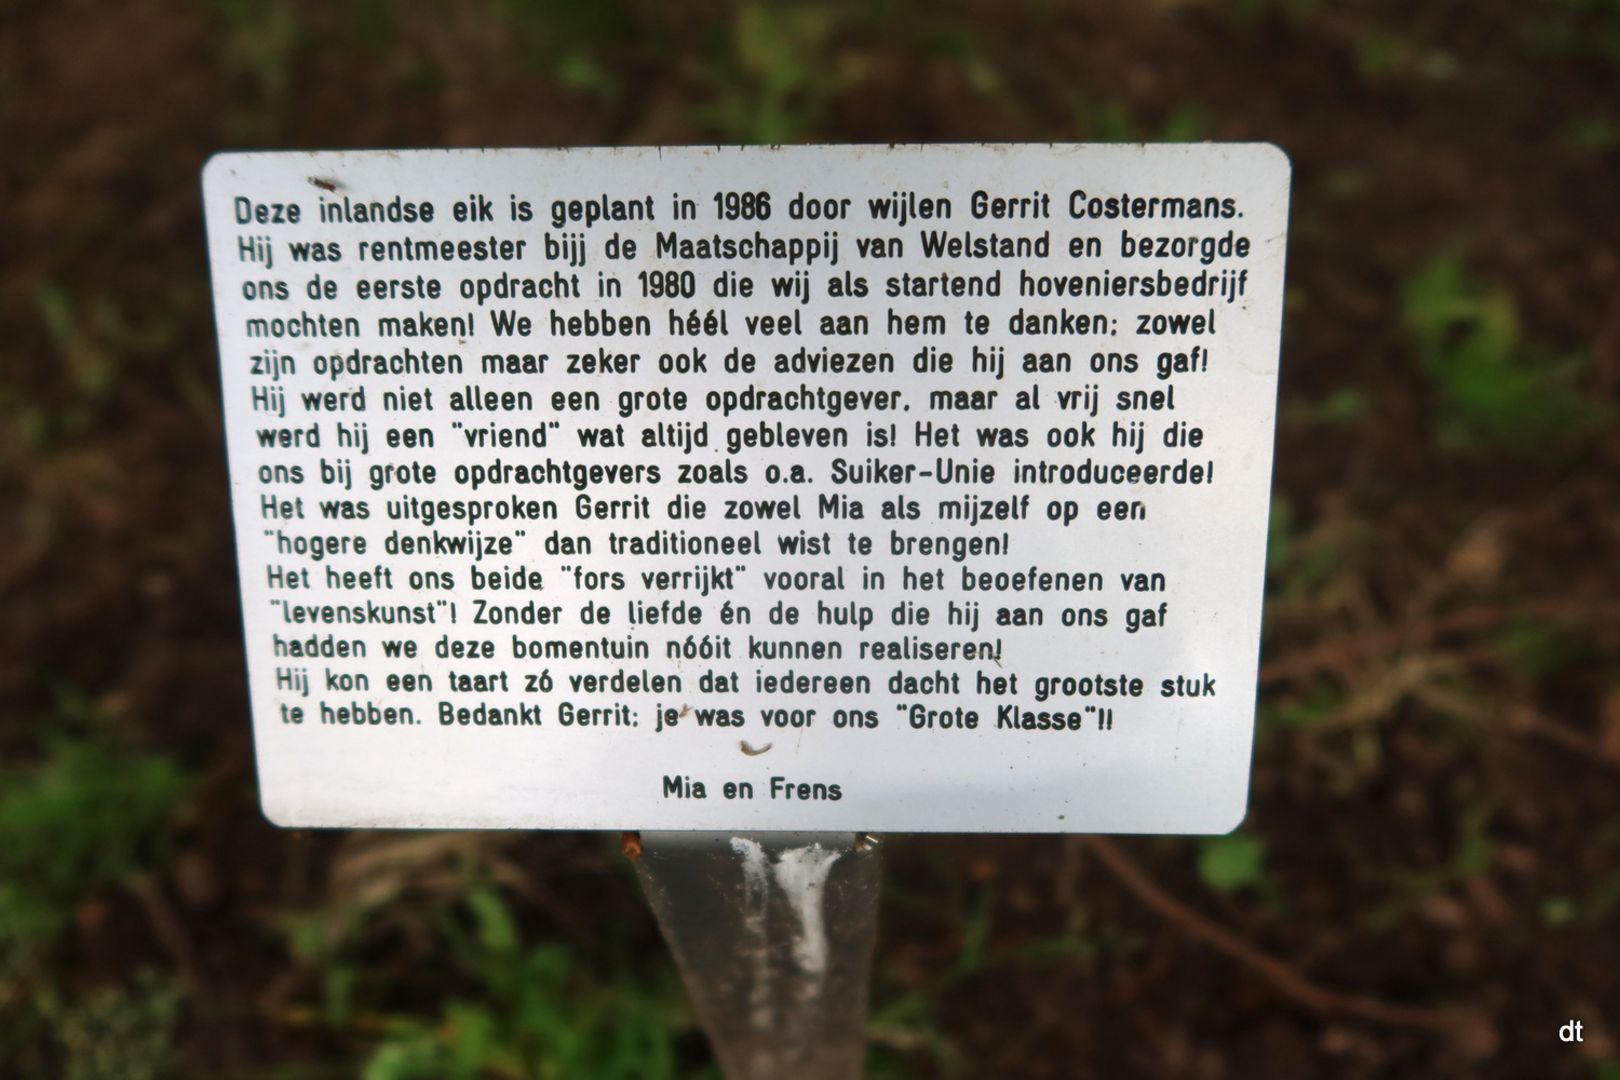 Deze inlandse eik is geplant in 1986 door wijlen Gerrit Costermans.
Hij was rentmeester bijj de Maatschappij van Welstand en bezorgde
ons de eerste opdracht in 1980 die wij als startend hoveniersbedrijf
mochten maken! We hebben héél veel aan hem te danken: zowel
zijn opdrachten maar zeker ook de adviezen die hij aan ons gaf!
Hij werd niet alleen een grote opdrachtgever, maar al vrij snel
werd hij een "vriend" wat altijd gebleven is! Het was ook hij die
ons bij grote opdrachtgevers zoals o.a. Suiker-Unie introduceerde!
Het was uitgesproken Gerrit die zowel Mia als mijzelf op een
"hogere denkwijze" dan traditioneel wist te brengen!
Het heeft ons beide "fors verrijkt" vooral in het beoefenen van
"levenskunst"! Zonder de liefde én de hulp die hij aan ons gaf
hadden we deze bomentuin nóóit kunnen realiseren!
Hij kon een taart zó verdelen dat iedereen dacht het grootste stuk
te hebben. Bedankt Gerrit: je was voor ons "Grote Klasse"!!
Mia en Frens
dt